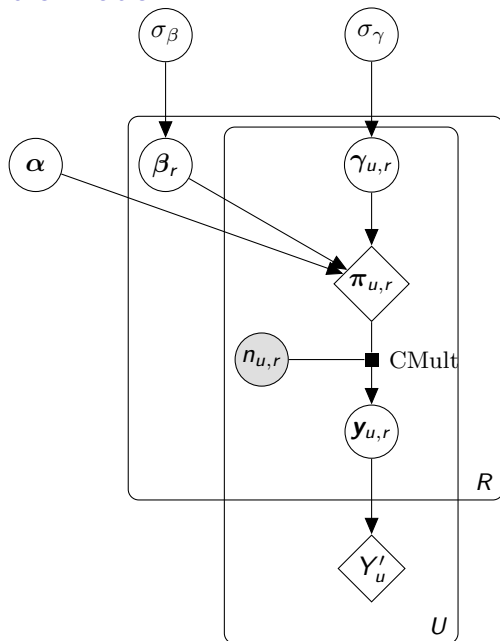 σ_β σ_γ
α β_r γ_{u,r}
π_{u,r}
n_{u,r} CMult
y_{u,r}
R
Y'_u
U